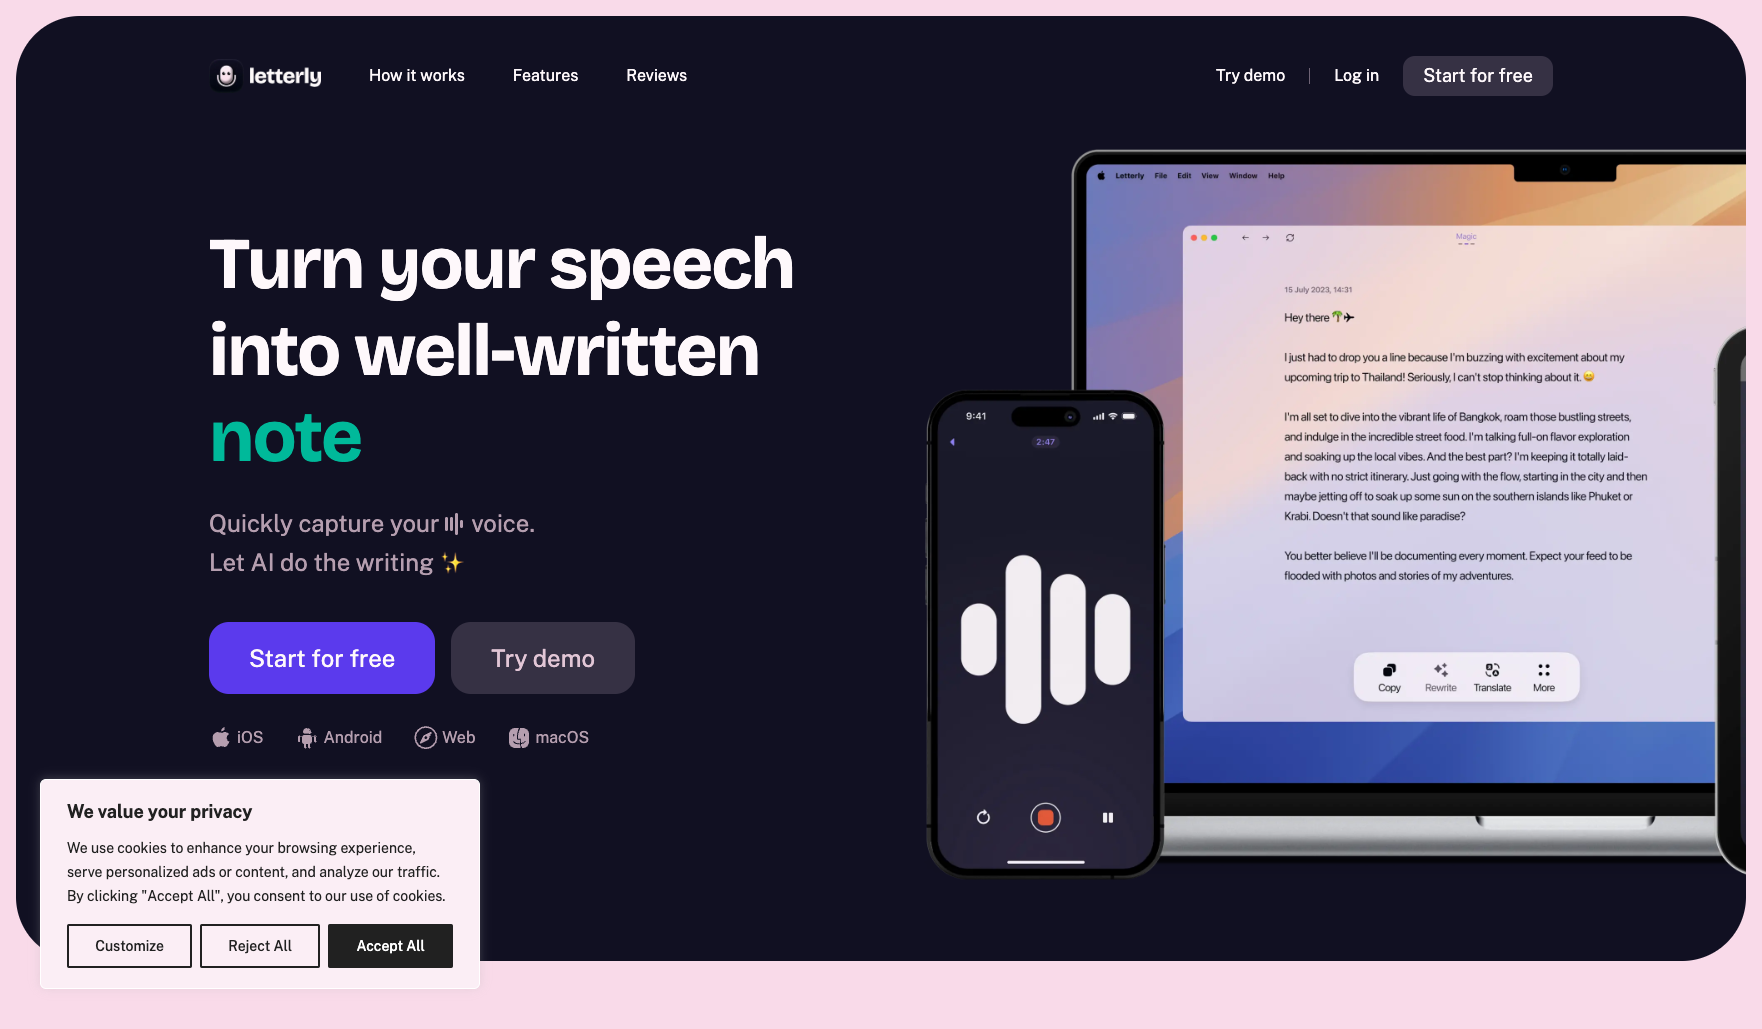 letterly
How it works
Features
Reviews
Try demo
Log in
Start for free
Turn your speech
into well-written
note
Quickly capture your voice.
Let AI do the writing ✨
Start for free
Try demo
iOS
Android
Web
macOS
Letterly File Edit View Window Help
Magic
15 July 2023, 14:31
Hey there 🌴✈
I just had to drop you a line because I'm buzzing with excitement about my
upcoming trip to Thailand! Seriously, I can't stop thinking about it. 😄
I'm all set to dive into the vibrant life of Bangkok, roam those bustling streets,
and indulge in the incredible street food. I'm talking full-on flavor exploration
and soaking up the local vibes. And the best part? I'm keeping it totally laid-
back with no strict itinerary. Just going with the flow, starting in the city and then
maybe jetting off to soak up some sun on the southern islands like Phuket or
Krabi. Doesn't that sound like paradise?
You better believe I'll be documenting every moment. Expect your feed to be
flooded with photos and stories of my adventures.
Copy
Rewrite
Translate
More
9:41
2:47
We value your privacy
We use cookies to enhance your browsing experience,
serve personalized ads or content, and analyze our traffic.
By clicking "Accept All", you consent to our use of cookies.
Customize
Reject All
Accept All